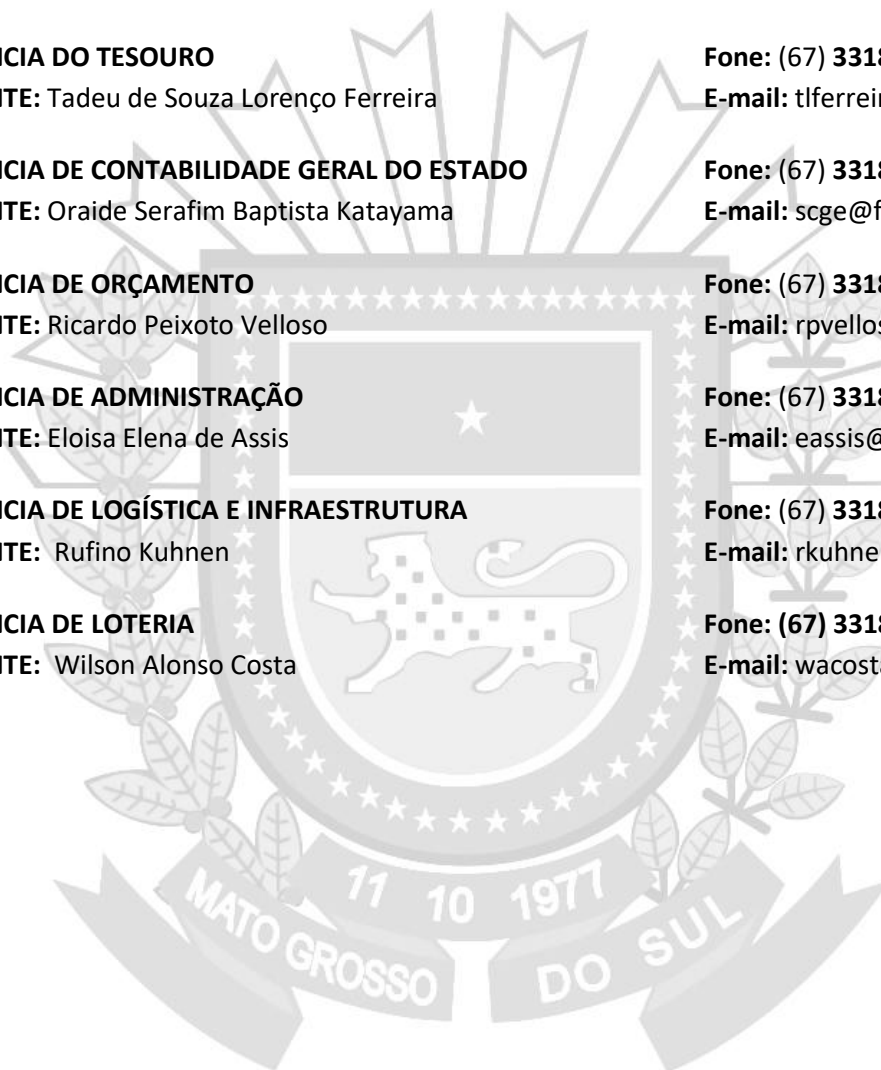 NCIA DO TESOURO Fone: (67) 3318
NTE: Tadeu de Souza Lorenço Ferreira E-mail: tlferreir
NCIA DE CONTABILIDADE GERAL DO ESTADO Fone: (67) 3318
NTE: Oraide Serafim Baptista Katayama E-mail: scge@f
NCIA DE ORÇAMENTO Fone: (67) 3318
NTE: Ricardo Peixoto Velloso E-mail: rpvellos
NCIA DE ADMINISTRAÇÃO Fone: (67) 3318
NTE: Eloisa Elena de Assis E-mail: eassis@
NCIA DE LOGÍSTICA E INFRAESTRUTURA Fone: (67) 3318
NTE: Rufino Kuhnen E-mail: rkuhne
NCIA DE LOTERIA Fone: (67) 3318
NTE: Wilson Alonso Costa E-mail: wacosta
11 10 1977
MATO GROSSO DO SUL